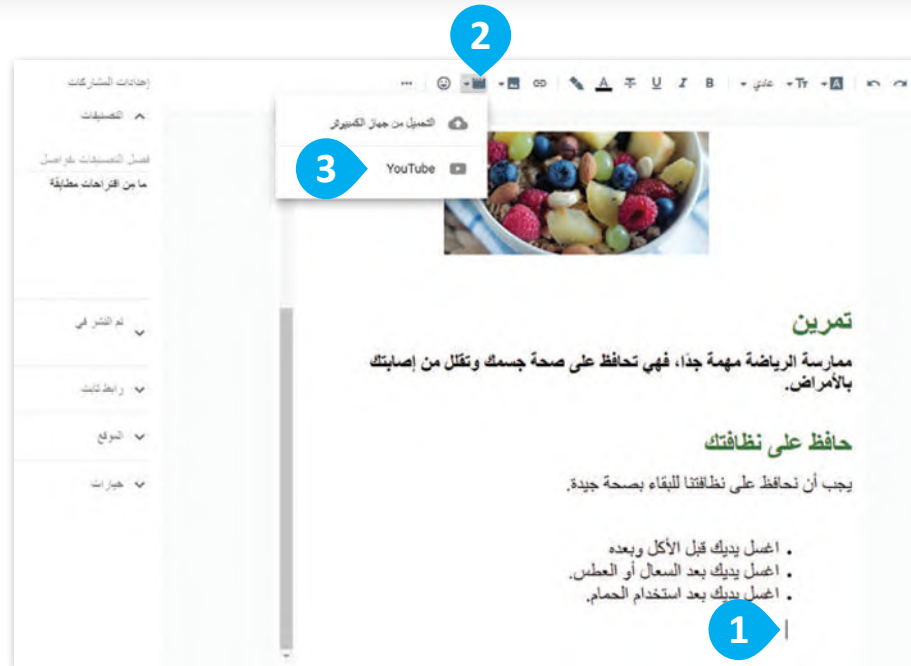 2
إعدادات المشاركات
عادي
Tт
A
B
I
U
T
A
...
التصنيفات
التحميل من جهاز الكمبيوتر
فصل التصنيفات بفواصل
YouTube
3
ما من اقتراحات مطابقة
تم النشر في
رابط ثابت
الموقع
خيارات
تمرين
ممارسة الرياضة مهمة جدًا، فهي تحافظ على صحة جسمك وتقلل من إصابتك
بالأمراض.
حافظ على نظافتك
يجب أن نحافظ على نظافتنا للبقاء بصحة جيدة.
• اغسل يديك قبل الأكل وبعده
• اغسل يديك بعد السعال أو العطس.
• اغسل يديك بعد استخدام الحمام.
1